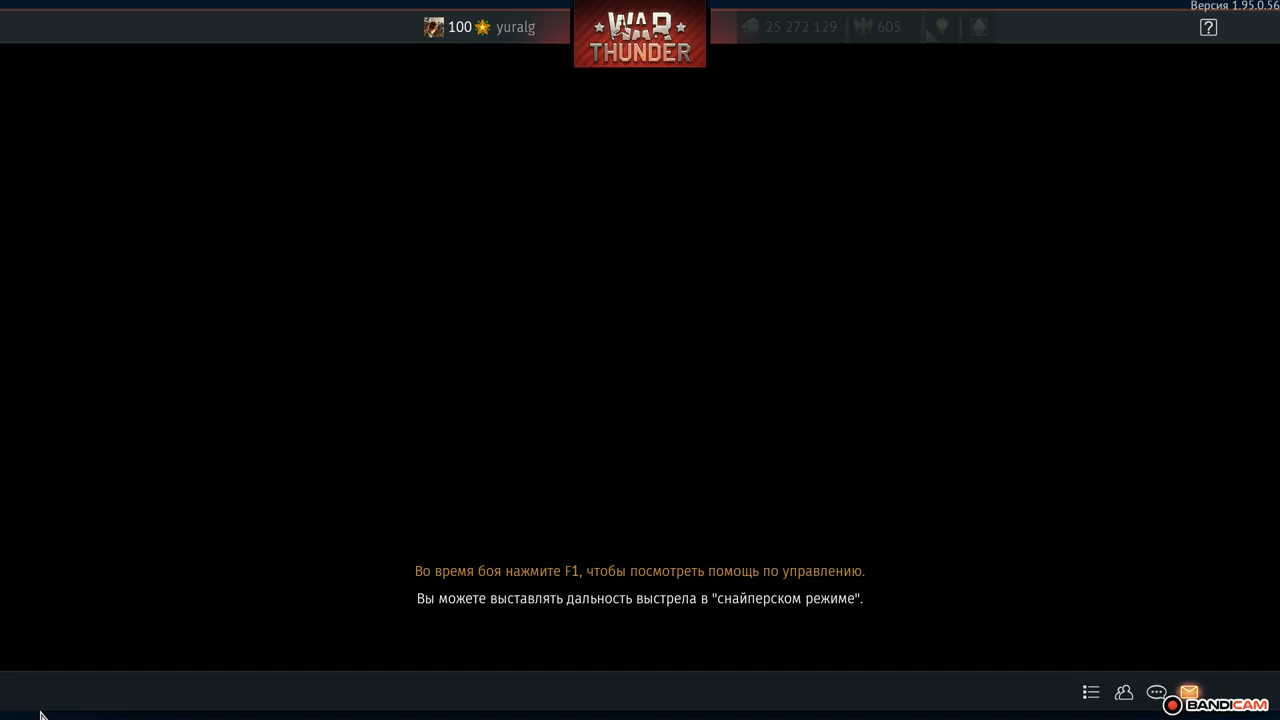 Версия 1.95.0.56
100 yuralg
WAR
THUNDER
25 272 129
605
?
Во время боя нажмите F1, чтобы посмотреть помощь по управлению.
Вы можете выставлять дальность выстрела в "снайперском режиме".
BANDICAM